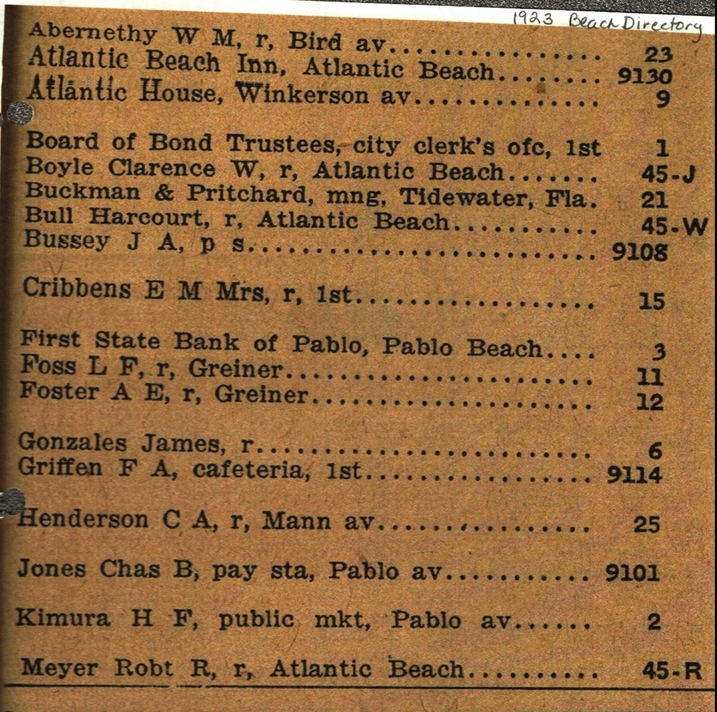 1923 Beach Directory
Abernethy W M, r, Bird av................ 23
Atlantic Beach Inn, Atlantic Beach........ 9130
Atlantic House, Winkerson av.............. 9
Board of Bond Trustees, city clerk's ofc, 1st 1
Boyle Clarence W, r, Atlantic Beach....... 45-J
Buckman & Pritchard, mng, Tidewater, Fla. 21
Bull Harcourt, r, Atlantic Beach........... 45-W
Bussey J A, p s............................ 9108
Cribbens E M Mrs, r, 1st.................. 15
First State Bank of Pablo, Pablo Beach.... 3
Foss L F, r, Greiner....................... 11
Foster A E, r, Greiner..................... 12
Gonzales James, r......................... 6
Griffen F A, cafeteria, 1st................ 9114
Henderson C A, r, Mann av................ 25
Jones Chas B, pay sta, Pablo av........... 9101
Kimura H F, public mkt, Pablo av...... 2
Meyer Robt R, r, Atlantic Beach.......... 45-R